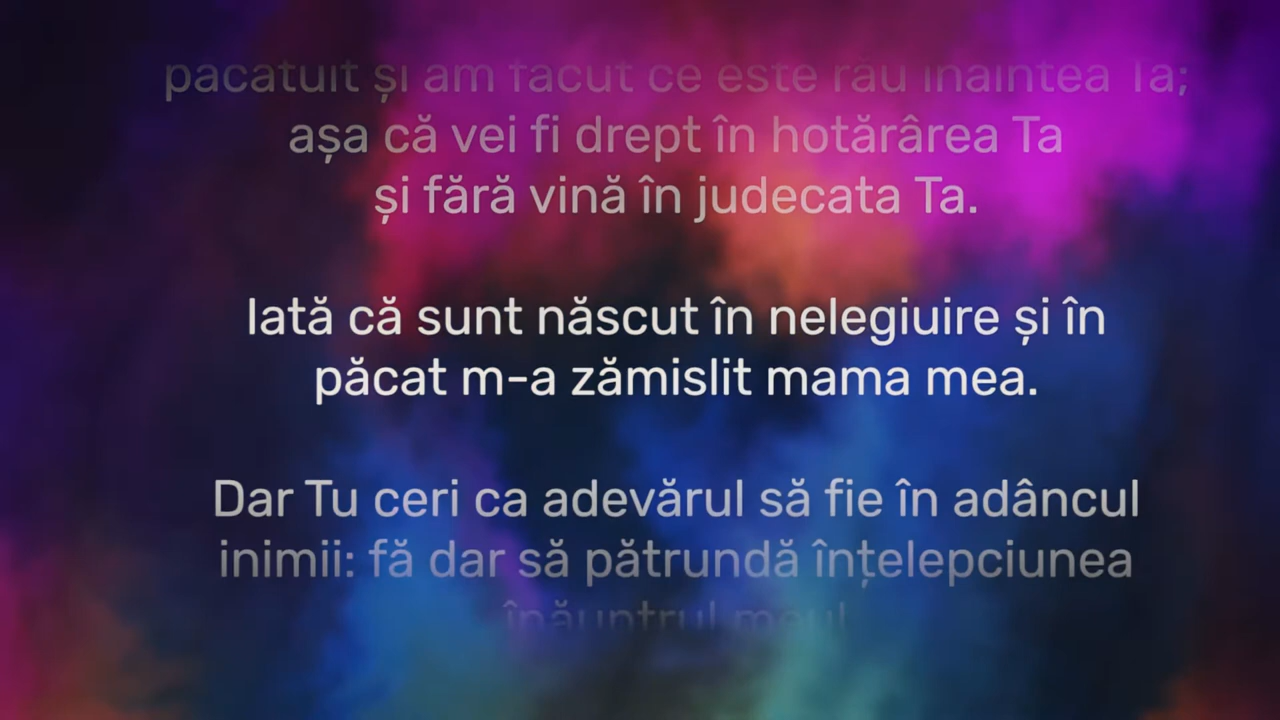 păcătuit și am făcut ce este rău înaintea Ta;
așa că vei fi drept în hotărârea Ta
și fără vină în judecata Ta.
Iată că sunt născut în nelegiuire și în
păcat m-a zămislit mama mea.
Dar Tu ceri ca adevărul să fie în adâncul
inimii: fă dar să pătrundă înțelepciunea
înăuntrul meu!